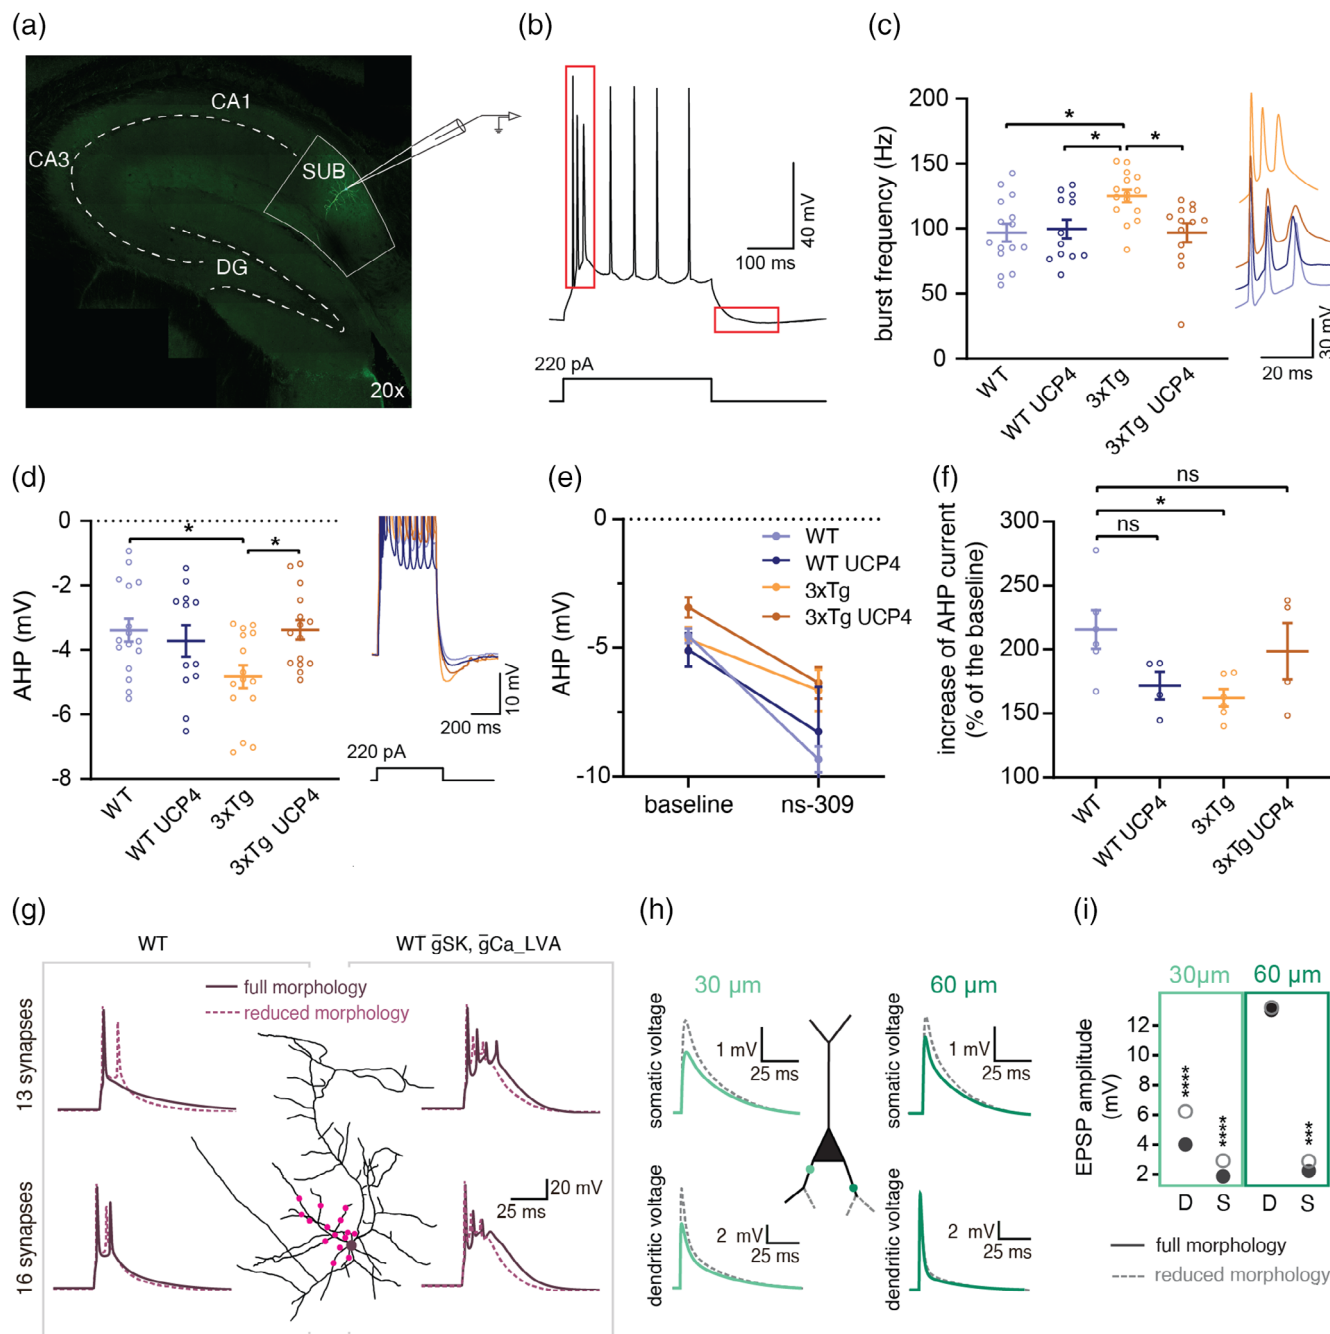 (a)
CA1
CA3
SUB
DG
20x
(b)
40 mV
100 ms
220 pA
(c)
burst frequency (Hz)
200
150
100
50
0
*
* *
WT
WT UCP4
3xTg
3xTg UCP4
30 mV
20 ms
(d)
AHP (mV)
0
-2
-4
-6
-8
*
*
WT
WT UCP4
3xTg
3xTg UCP4
10 mV
200 ms
220 pA
(e)
AHP (mV)
0
-5
-10
WT
WT UCP4
3xTg
3xTg UCP4
baseline
ns-309
(f)
increase of AHP current
(% of the baseline)
300
250
200
150
100
ns
*
ns
WT
WT UCP4
3xTg
3xTg UCP4
(g)
WT
WT g̅SK, g̅Ca_LVA
full morphology
reduced morphology
13 synapses
16 synapses
20 mV
25 ms
(h)
30 µm
60 µm
somatic voltage
1 mV
25 ms
somatic voltage
1 mV
25 ms
dendritic voltage
2 mV
25 ms
dendritic voltage
2 mV
25 ms
(i)
30µm
60 µm
EPSP amplitude
(mV)
12
10
8
6
4
2
****
****
***
D
S
D
S
full morphology
reduced morphology